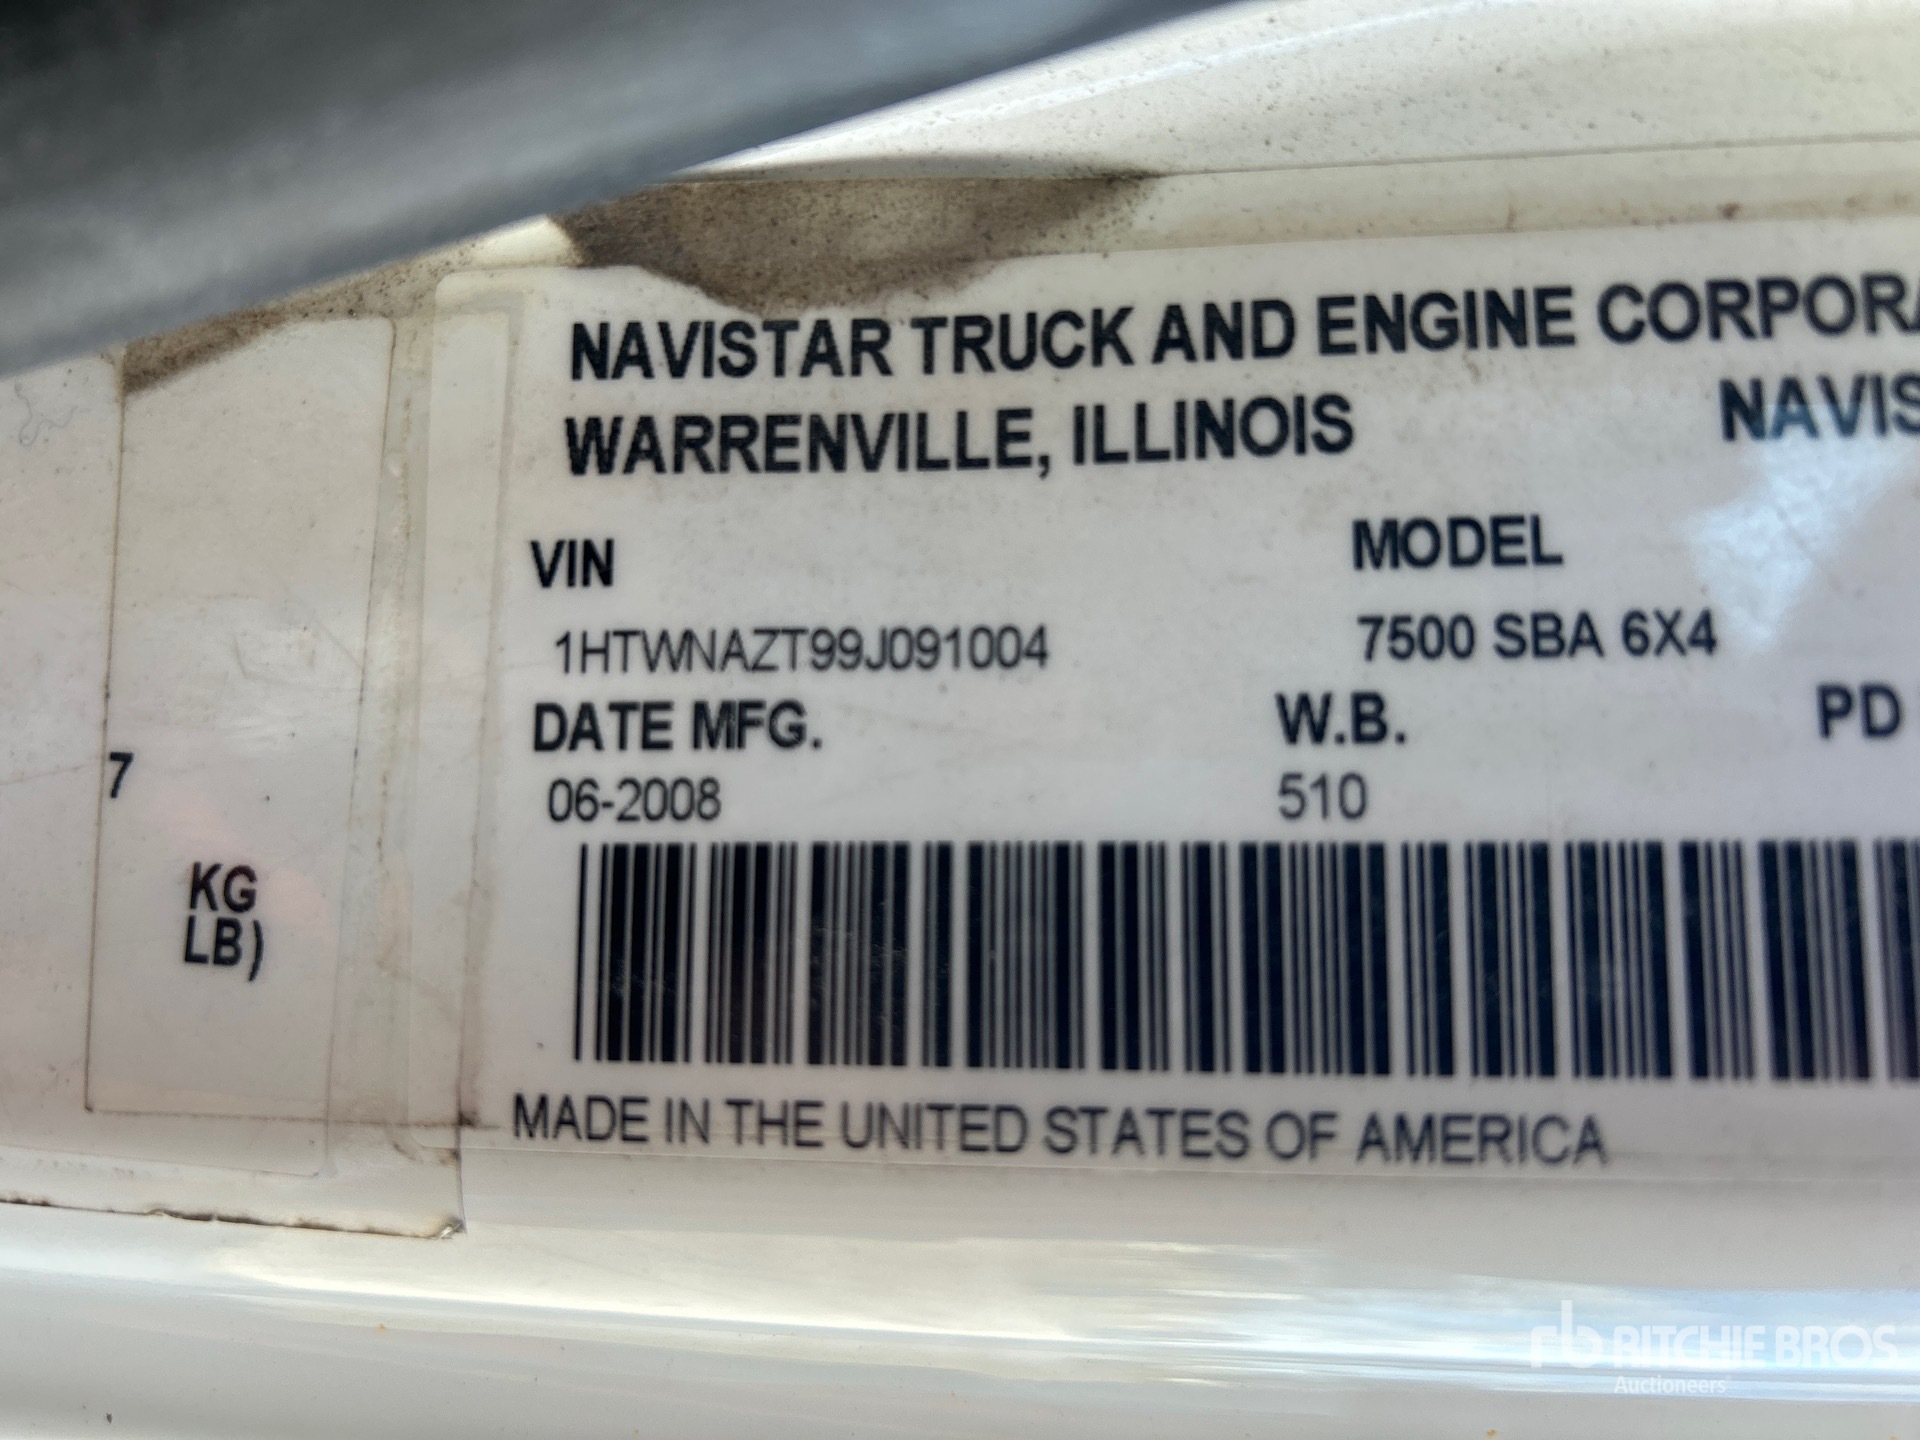 NAVISTAR TRUCK AND ENGINE CORPORA
WARRENVILLE, ILLINOIS NAVIS
VIN MODEL
1HTWNAZT99J091004 7500 SBA 6X4
DATE MFG. W.B. PD
06-2008 510
7
KG
LB)
MADE IN THE UNITED STATES OF AMERICA
rb RITCHIE BROS
Auctioneers